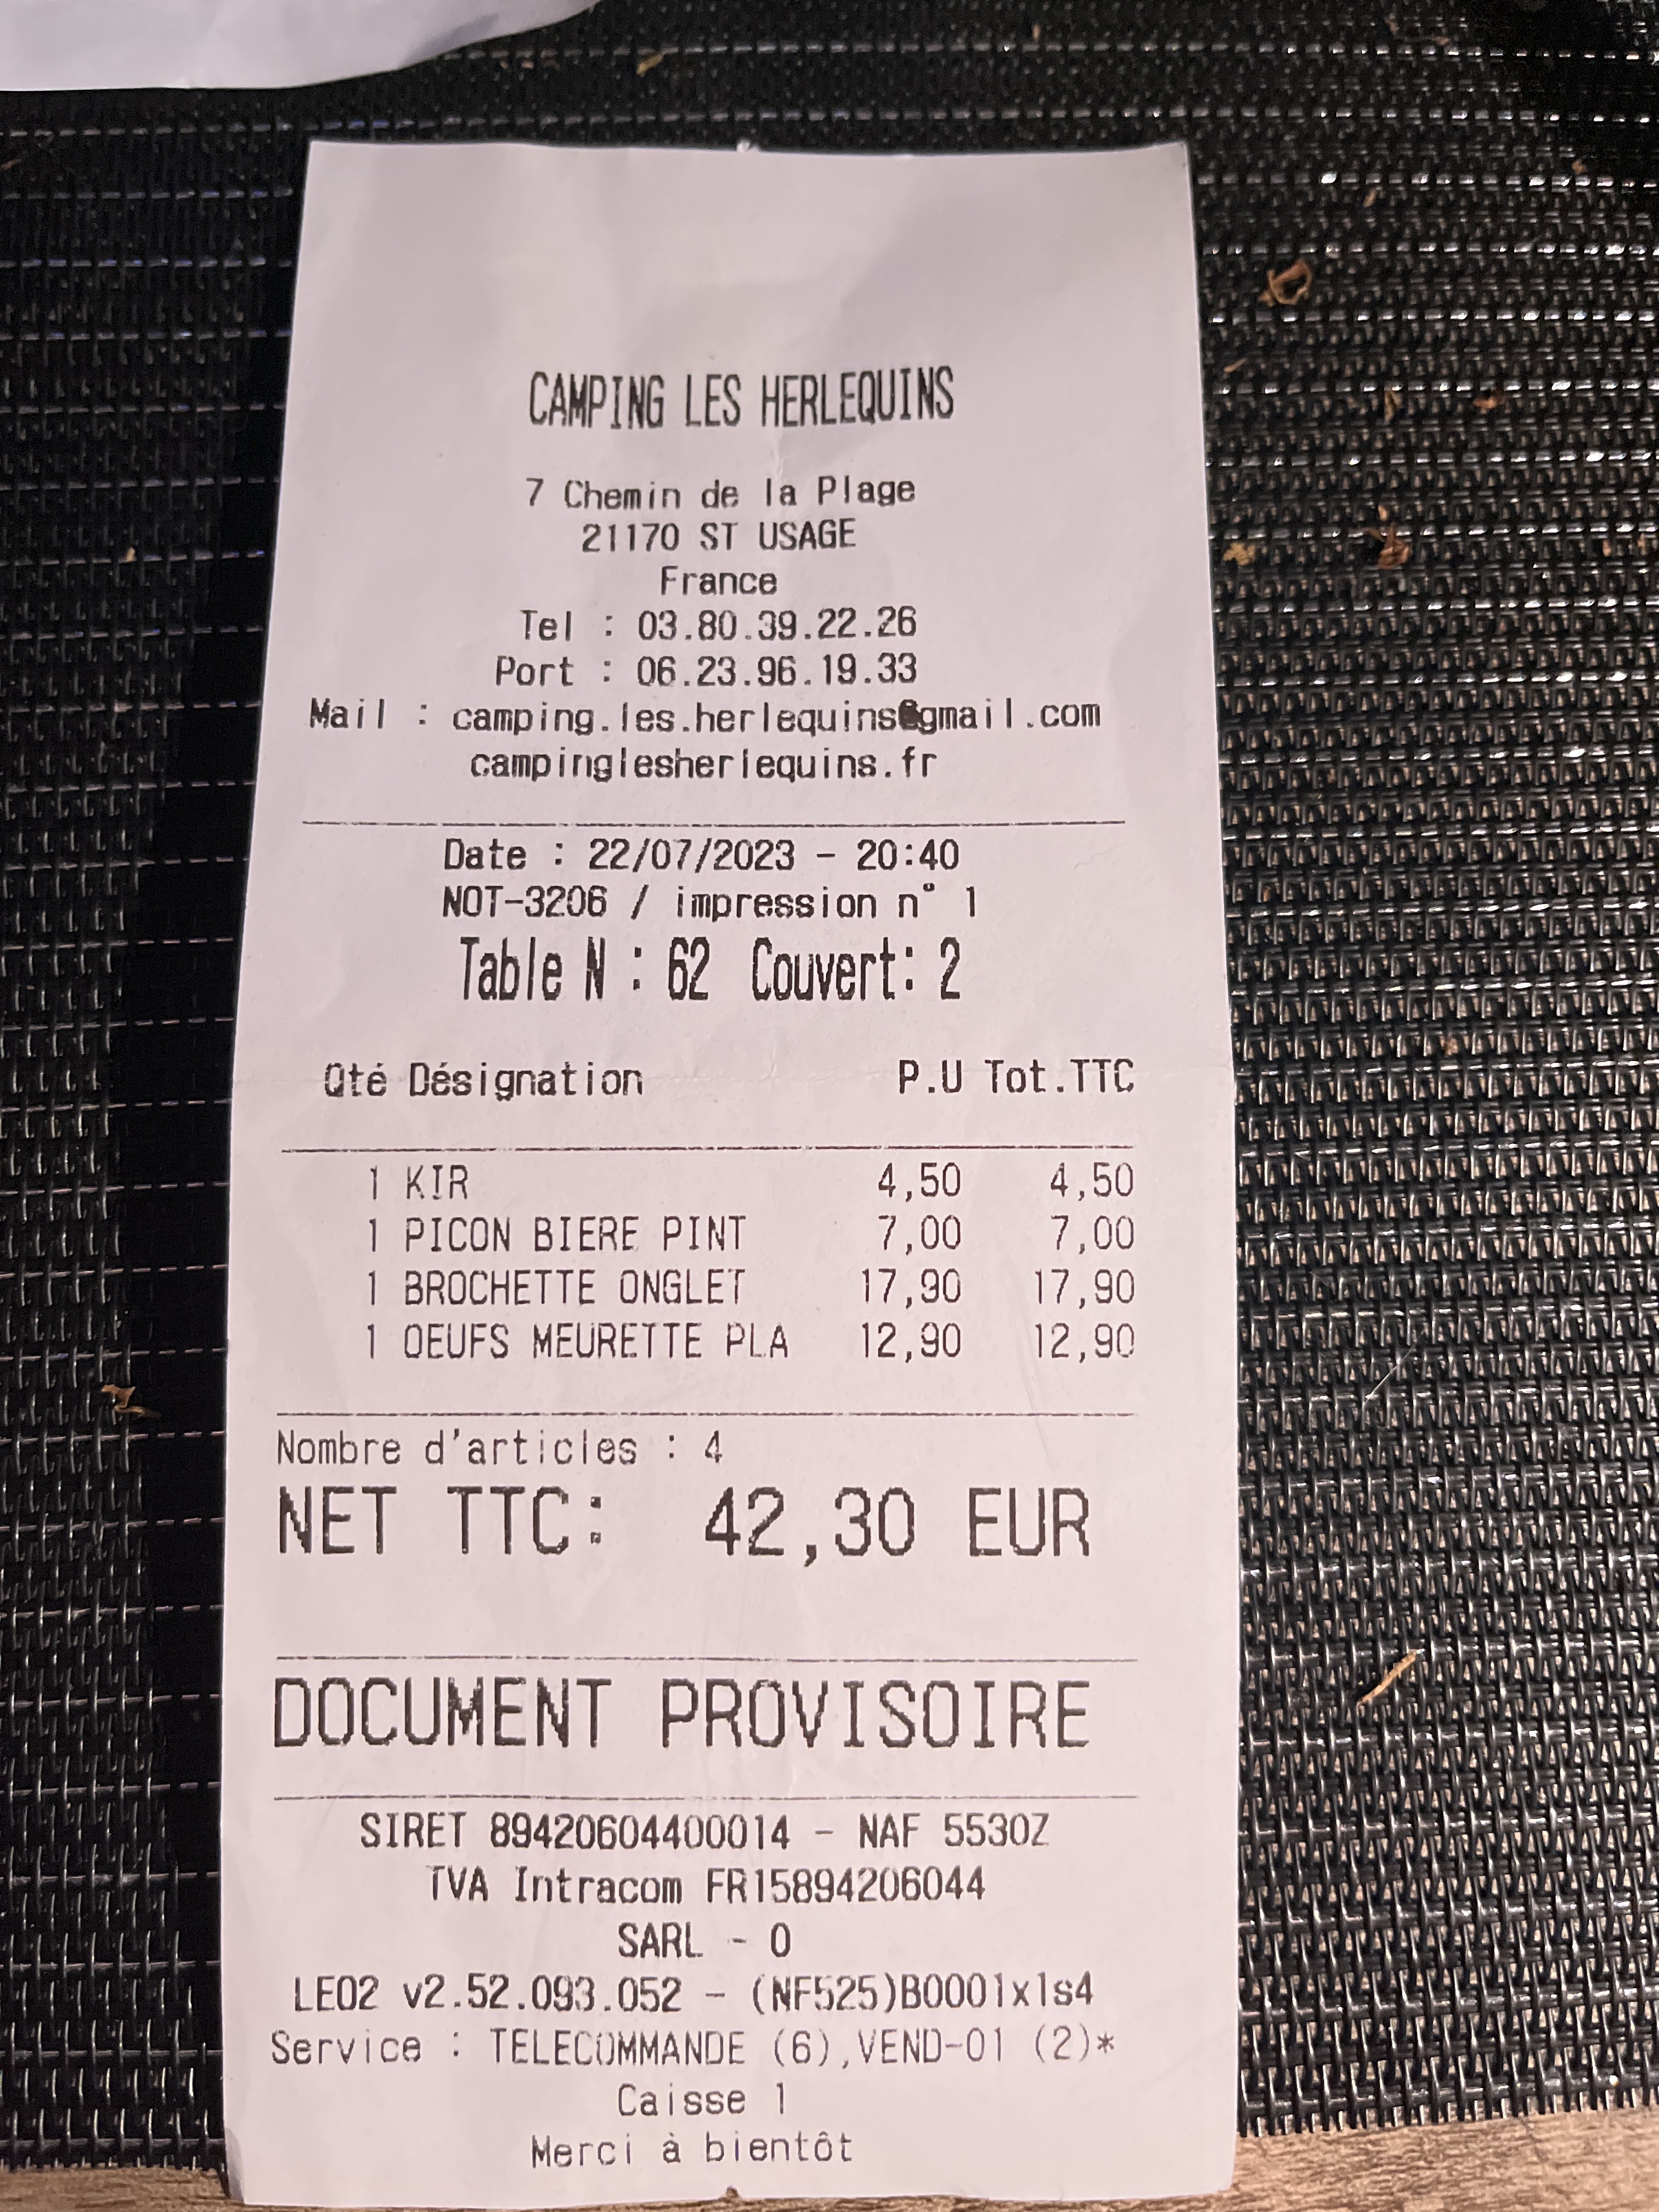 CAMPING LES HERLEQUINS
7 Chemin de la Plage
21170 ST USAGE
France
Tel : 03.80.39.22.26
Port : 06.23.96.19.33
Mail : camping.les.herlequins@gmail.com
campinglesherlequins.fr
Date : 22/07/2023 - 20:40
NOT-3206 / impression n° 1
Table N : 62 Couvert: 2
Qté Désignation P.U Tot.TTC
1 KIR 4,50 4,50
1 PICON BIERE PINT 7,00 7,00
1 BROCHETTE ONGLET 17,90 17,90
1 OEUFS MEURETTE PLA 12,90 12,90
Nombre d'articles : 4
NET TTC: 42,30 EUR
DOCUMENT PROVISOIRE
SIRET 89420604400014 - NAF 5530Z
TVA Intracom FR15894206044
SARL - 0
LEO2 v2.52.093.052 - (NF525)B0001x1s4
Service : TELECOMMANDE (6),VEND-01 (2)*
Caisse 1
Merci à bientôt